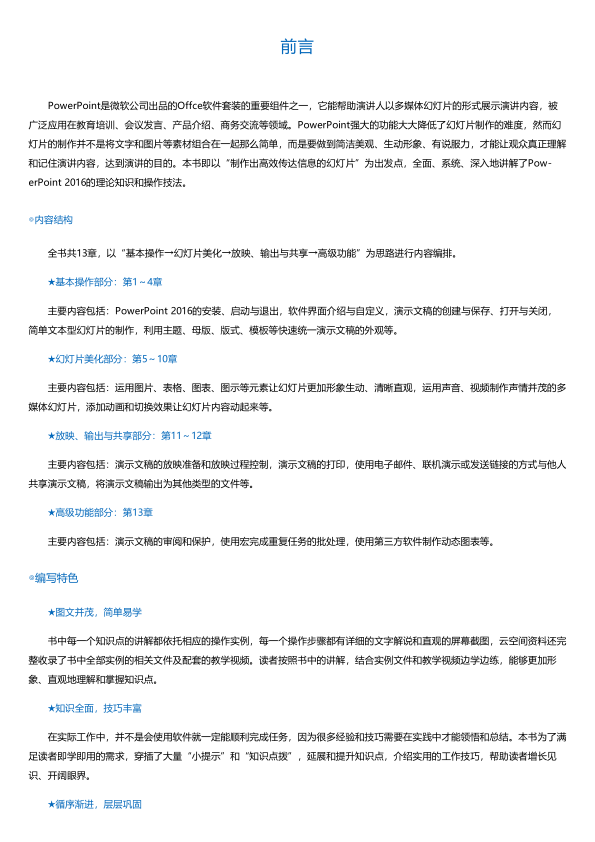 前言
PowerPoint是微软公司出品的Offce软件套装的重要组件之一，它能帮助演讲人以多媒体幻灯片的形式展示演讲内容，被
广泛应用在教育培训、会议发言、产品介绍、商务交流等领域。PowerPoint强大的功能大大降低了幻灯片制作的难度，然而幻
灯片的制作并不是将文字和图片等素材组合在一起那么简单，而是要做到简洁美观、生动形象、有说服力，才能让观众真正理解
和记住演讲内容，达到演讲的目的。本书即以“制作出高效传达信息的幻灯片”为出发点，全面、系统、深入地讲解了Pow-
erPoint 2016的理论知识和操作技法。
◎内容结构
全书共13章，以“基本操作→幻灯片美化→放映、输出与共享→高级功能”为思路进行内容编排。
★基本操作部分：第1～4章
主要内容包括：PowerPoint 2016的安装、启动与退出，软件界面介绍与自定义，演示文稿的创建与保存、打开与关闭，
简单文本型幻灯片的制作，利用主题、母版、版式、模板等快速统一演示文稿的外观等。
★幻灯片美化部分：第5～10章
主要内容包括：运用图片、表格、图表、图示等元素让幻灯片更加形象生动、清晰直观，运用声音、视频制作声情并茂的多
媒体幻灯片，添加动画和切换效果让幻灯片内容动起来等。
★放映、输出与共享部分：第11～12章
主要内容包括：演示文稿的放映准备和放映过程控制，演示文稿的打印，使用电子邮件、联机演示或发送链接的方式与他人
共享演示文稿，将演示文稿输出为其他类型的文件等。
★高级功能部分：第13章
主要内容包括：演示文稿的审阅和保护，使用宏完成重复任务的批处理，使用第三方软件制作动态图表等。
◎编写特色
★图文并茂，简单易学
书中每一个知识点的讲解都依托相应的操作实例，每一个操作步骤都有详细的文字解说和直观的屏幕截图，云空间资料还完
整收录了书中全部实例的相关文件及配套的教学视频。读者按照书中的讲解，结合实例文件和教学视频边学边练，能够更加形
象、直观地理解和掌握知识点。
★知识全面，技巧丰富
在实际工作中，并不是会使用软件就一定能顺利完成任务，因为很多经验和技巧需要在实践中才能领悟和总结。本书为了满
足读者即学即用的需求，穿插了大量“小提示”和“知识点拨”，延展和提升知识点，介绍实用的工作技巧，帮助读者增长见
识、开阔眼界。
★循序渐进，层层巩固